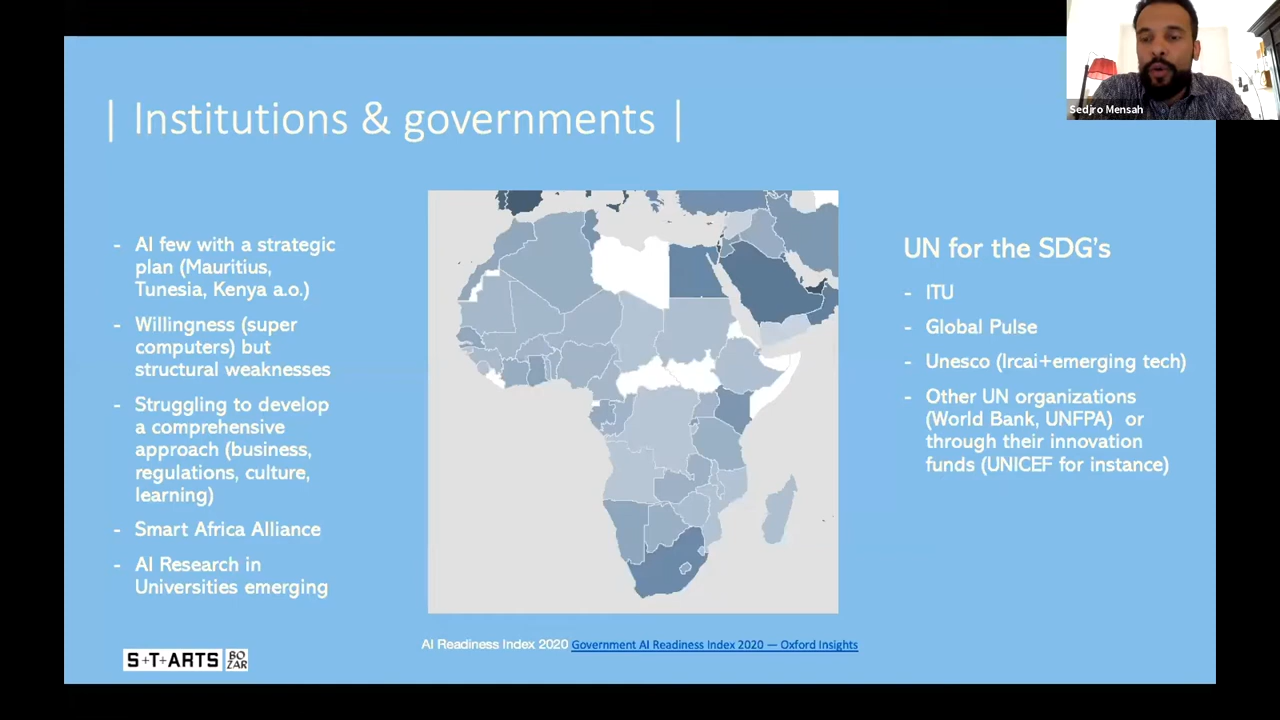 Sedjro Mensah
| Institutions & governments |
- AI few with a strategic
plan (Mauritius,
Tunesia, Kenya a.o.)
- Willingness (super
computers) but
structural weaknesses
- Struggling to develop
a comprehensive
approach (business,
regulations, culture,
learning)
- Smart Africa Alliance
- AI Research in
Universities emerging
UN for the SDG's
- ITU
- Global Pulse
- Unesco (Ircai+emerging tech)
- Other UN organizations
(World Bank, UNFPA) or
through their innovation
funds (UNICEF for instance)
AI Readiness Index 2020 Government AI Readiness Index 2020 — Oxford Insights
S+T+ARTS
BO
ZAR